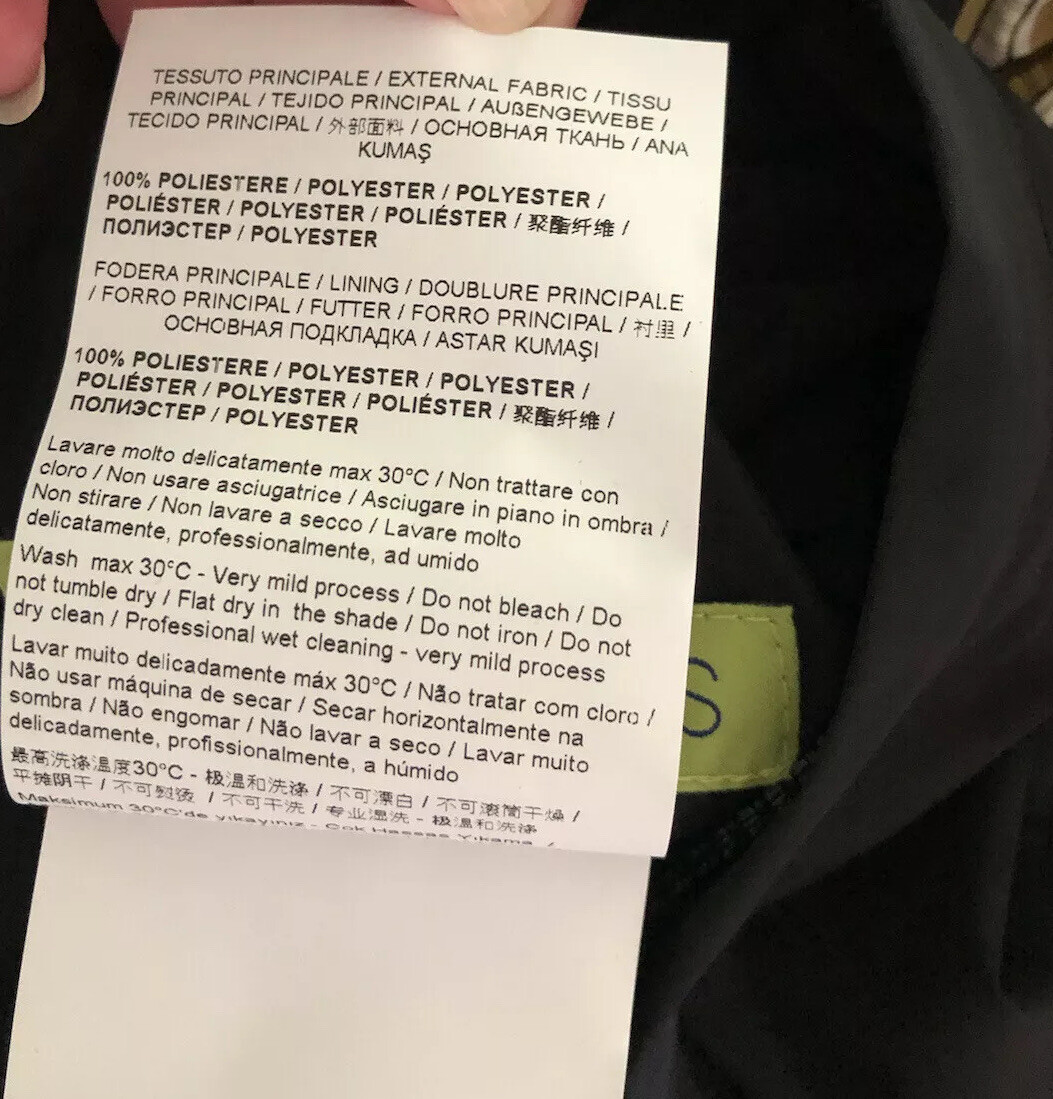 TESSUTO PRINCIPALE / EXTERNAL FABRIC / TISSU
PRINCIPAL / TEJIDO PRINCIPAL / AUßENGEWEBE /
TECIDO PRINCIPAL / 外部面料 / ОСНОВНАЯ ТКАНЬ / ANA
KUMAŞ
100% POLIESTERE / POLYESTER / POLYESTER /
POLIÉSTER / POLYESTER / POLIÉSTER / 聚酯纤维 /
ПОЛИЭСТЕР / POLYESTER
FODERA PRINCIPALE / LINING / DOUBLURE PRINCIPALE
/ FORRO PRINCIPAL / FUTTER / FORRO PRINCIPAL / 衬里 /
ОСНОВНАЯ ПОДКЛАДКА / ASTAR KUMAŞI
100% POLIESTERE / POLYESTER / POLYESTER /
POLIÉSTER / POLYESTER / POLIÉSTER / 聚酯纤维 /
ПОЛИЭСТЕР / POLYESTER
Lavare molto delicatamente max 30°C / Non trattare con
cloro / Non usare asciugatrice / Asciugare in piano in ombra /
Non stirare / Non lavare a secco / Lavare molto
delicatamente, professionalmente, ad umido
Wash max 30°C - Very mild process / Do not bleach / Do
not tumble dry / Flat dry in the shade / Do not iron / Do not
dry clean / Professional wet cleaning - very mild process
Lavar muito delicadamente máx 30°C / Não tratar com cloro /
Não usar máquina de secar / Secar horizontalmente na
sombra / Não engomar / Não lavar a seco / Lavar muito
delicadamente, profissionalmente, a húmido
最高洗涤温度30°C - 极温和洗涤 / 不可漂白 / 不可滚筒干燥 /
平摊阴干 / 不可熨烫 / 不可干洗 / 专业湿洗 - 极温和洗涤
Maksimum 30°C'de yıkayınız - Çok Hassas Yıkama /
S